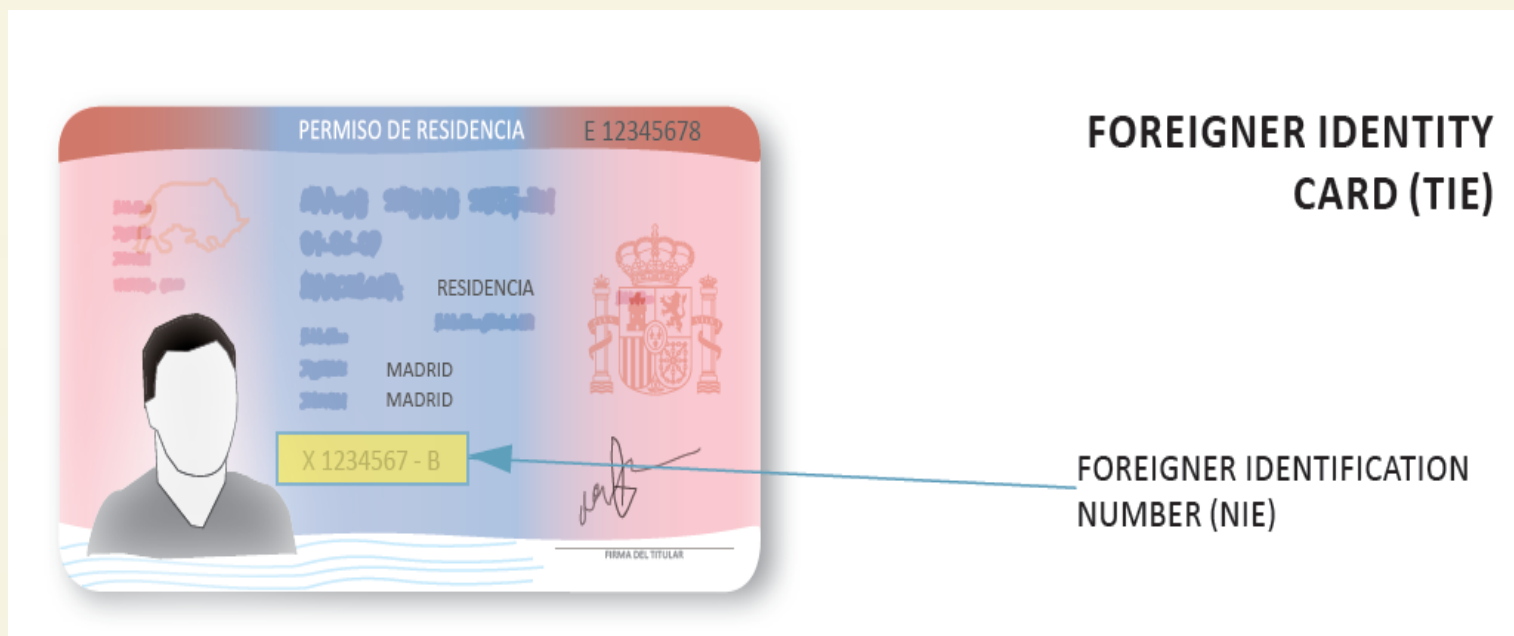 PERMISO DE RESIDENCIA E 12345678
RESIDENCIA
MADRID
MADRID
X 1234567 - B
FIRMA DEL TITULAR
FOREIGNER IDENTITY
CARD (TIE)
FOREIGNER IDENTIFICATION
NUMBER (NIE)